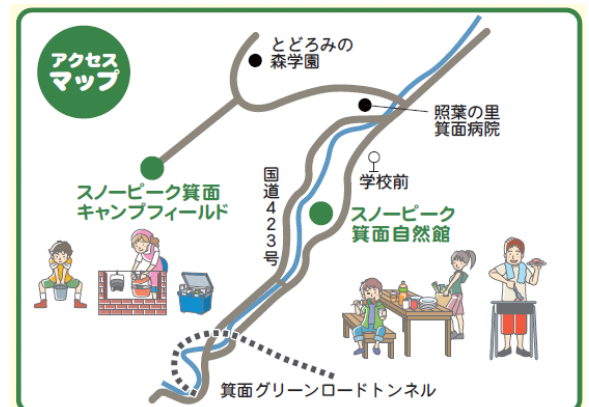 アクセス
マップ
とどろみの
森学園
照葉の里
箕面病院
学校前
国道423号
スノーピーク箕面
キャンプフィールド
スノーピーク
箕面自然館
箕面グリーンロードトンネル